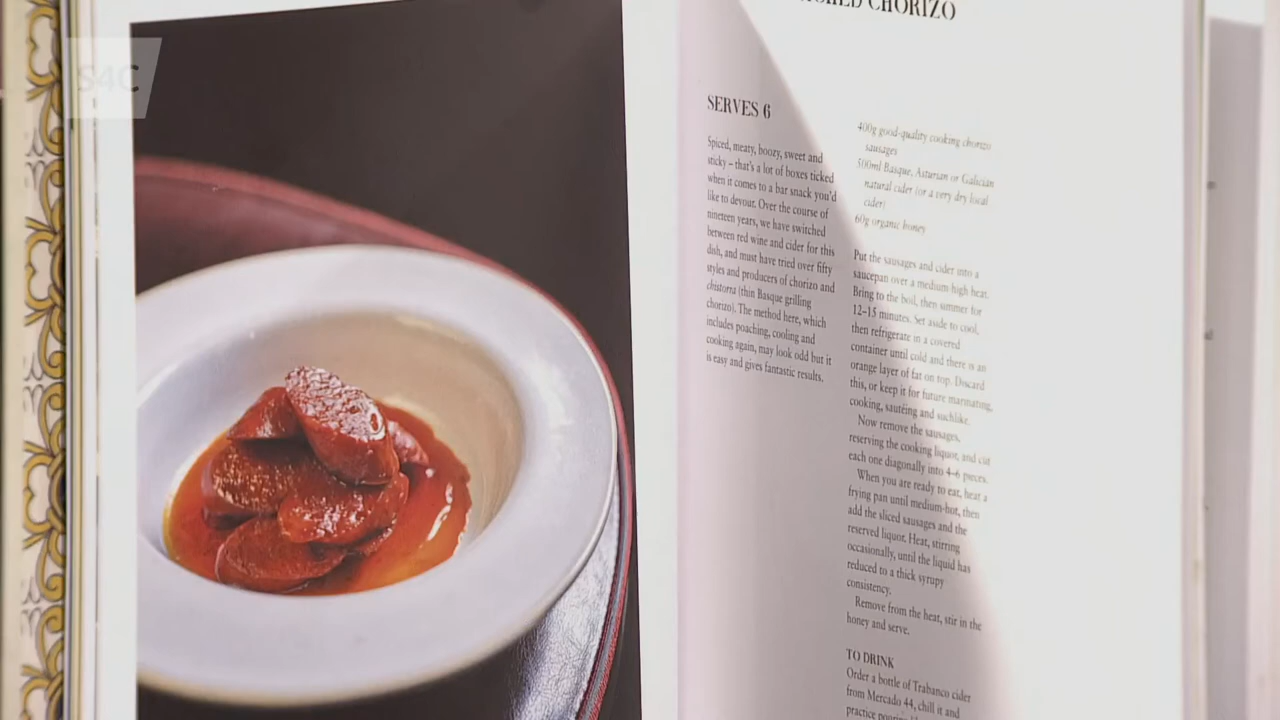 S4C
CHORIZO
SERVES 6
Spiced, meaty, boozy, sweet and
sticky – that's a lot of boxes ticked
when it comes to a bar snack you'd
like to devour. Over the course of
nineteen years, we have switched
between red wine and cider for this
dish, and must have tried over fifty
styles and producers of chorizo and
chistorra (thin Basque grilling
chorizo). The method here, which
includes poaching, cooling and
cooking again, may look odd but it
is easy and gives fantastic results.
400g good-quality cooking chorizo
sausages
500ml Basque, Asturian or Galician
natural cider (or a very dry local
cider)
60g organic honey
Put the sausages and cider into a
saucepan over a medium-high heat.
Bring to the boil, then simmer for
12–15 minutes. Set aside to cool,
then refrigerate in a covered
container until cold and there is an
orange layer of fat on top. Discard
this, or keep it for future marinating,
cooking, sautéing and suchlike.
Now remove the sausages,
reserving the cooking liquor, and cut
each one diagonally into 4–6 pieces.
When you are ready to eat, heat a
frying pan until medium-hot, then
add the sliced sausages and the
reserved liquor. Heat, stirring
occasionally, until the liquid has
reduced to a thick syrupy
consistency.
Remove from the heat, stir in the
honey and serve.
TO DRINK
Order a bottle of Trabanco cider
from Mercado 44, chill it and
practice